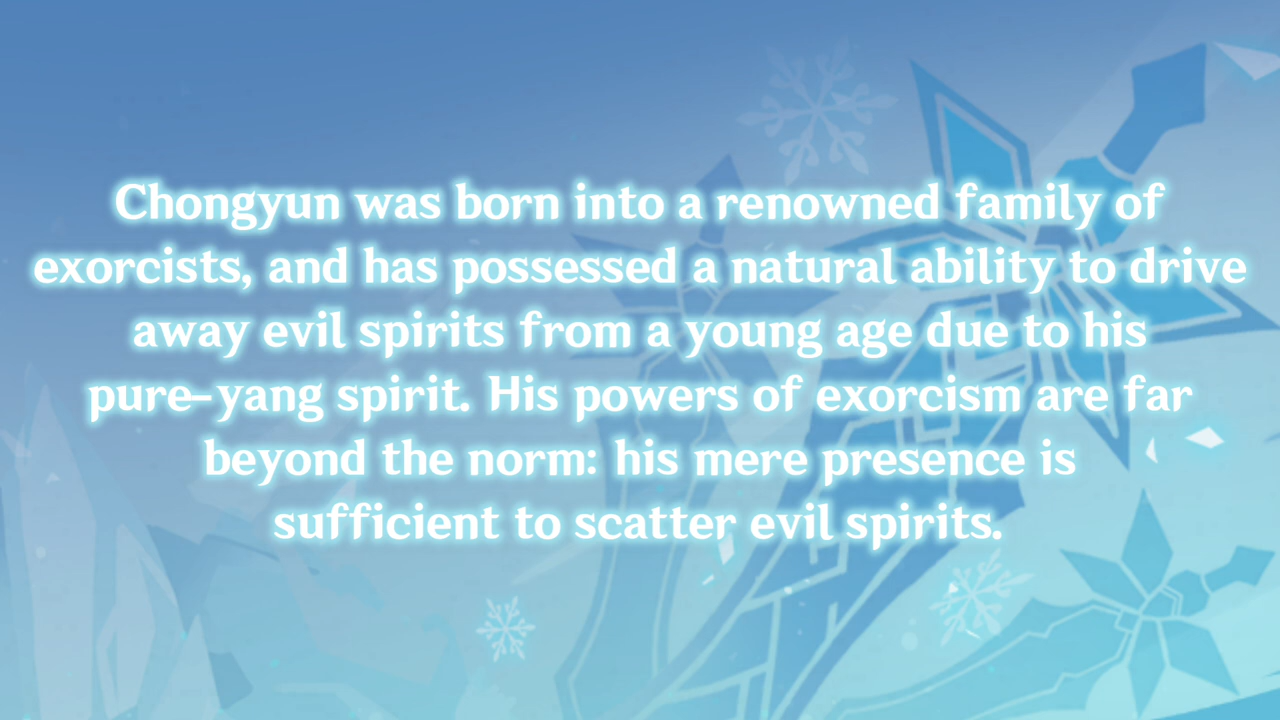 Chongyun was born into a renowned family of
exorcists, and has possessed a natural ability to drive
away evil spirits from a young age due to his
pure-yang spirit. His powers of exorcism are far
beyond the norm: his mere presence is
sufficient to scatter evil spirits.